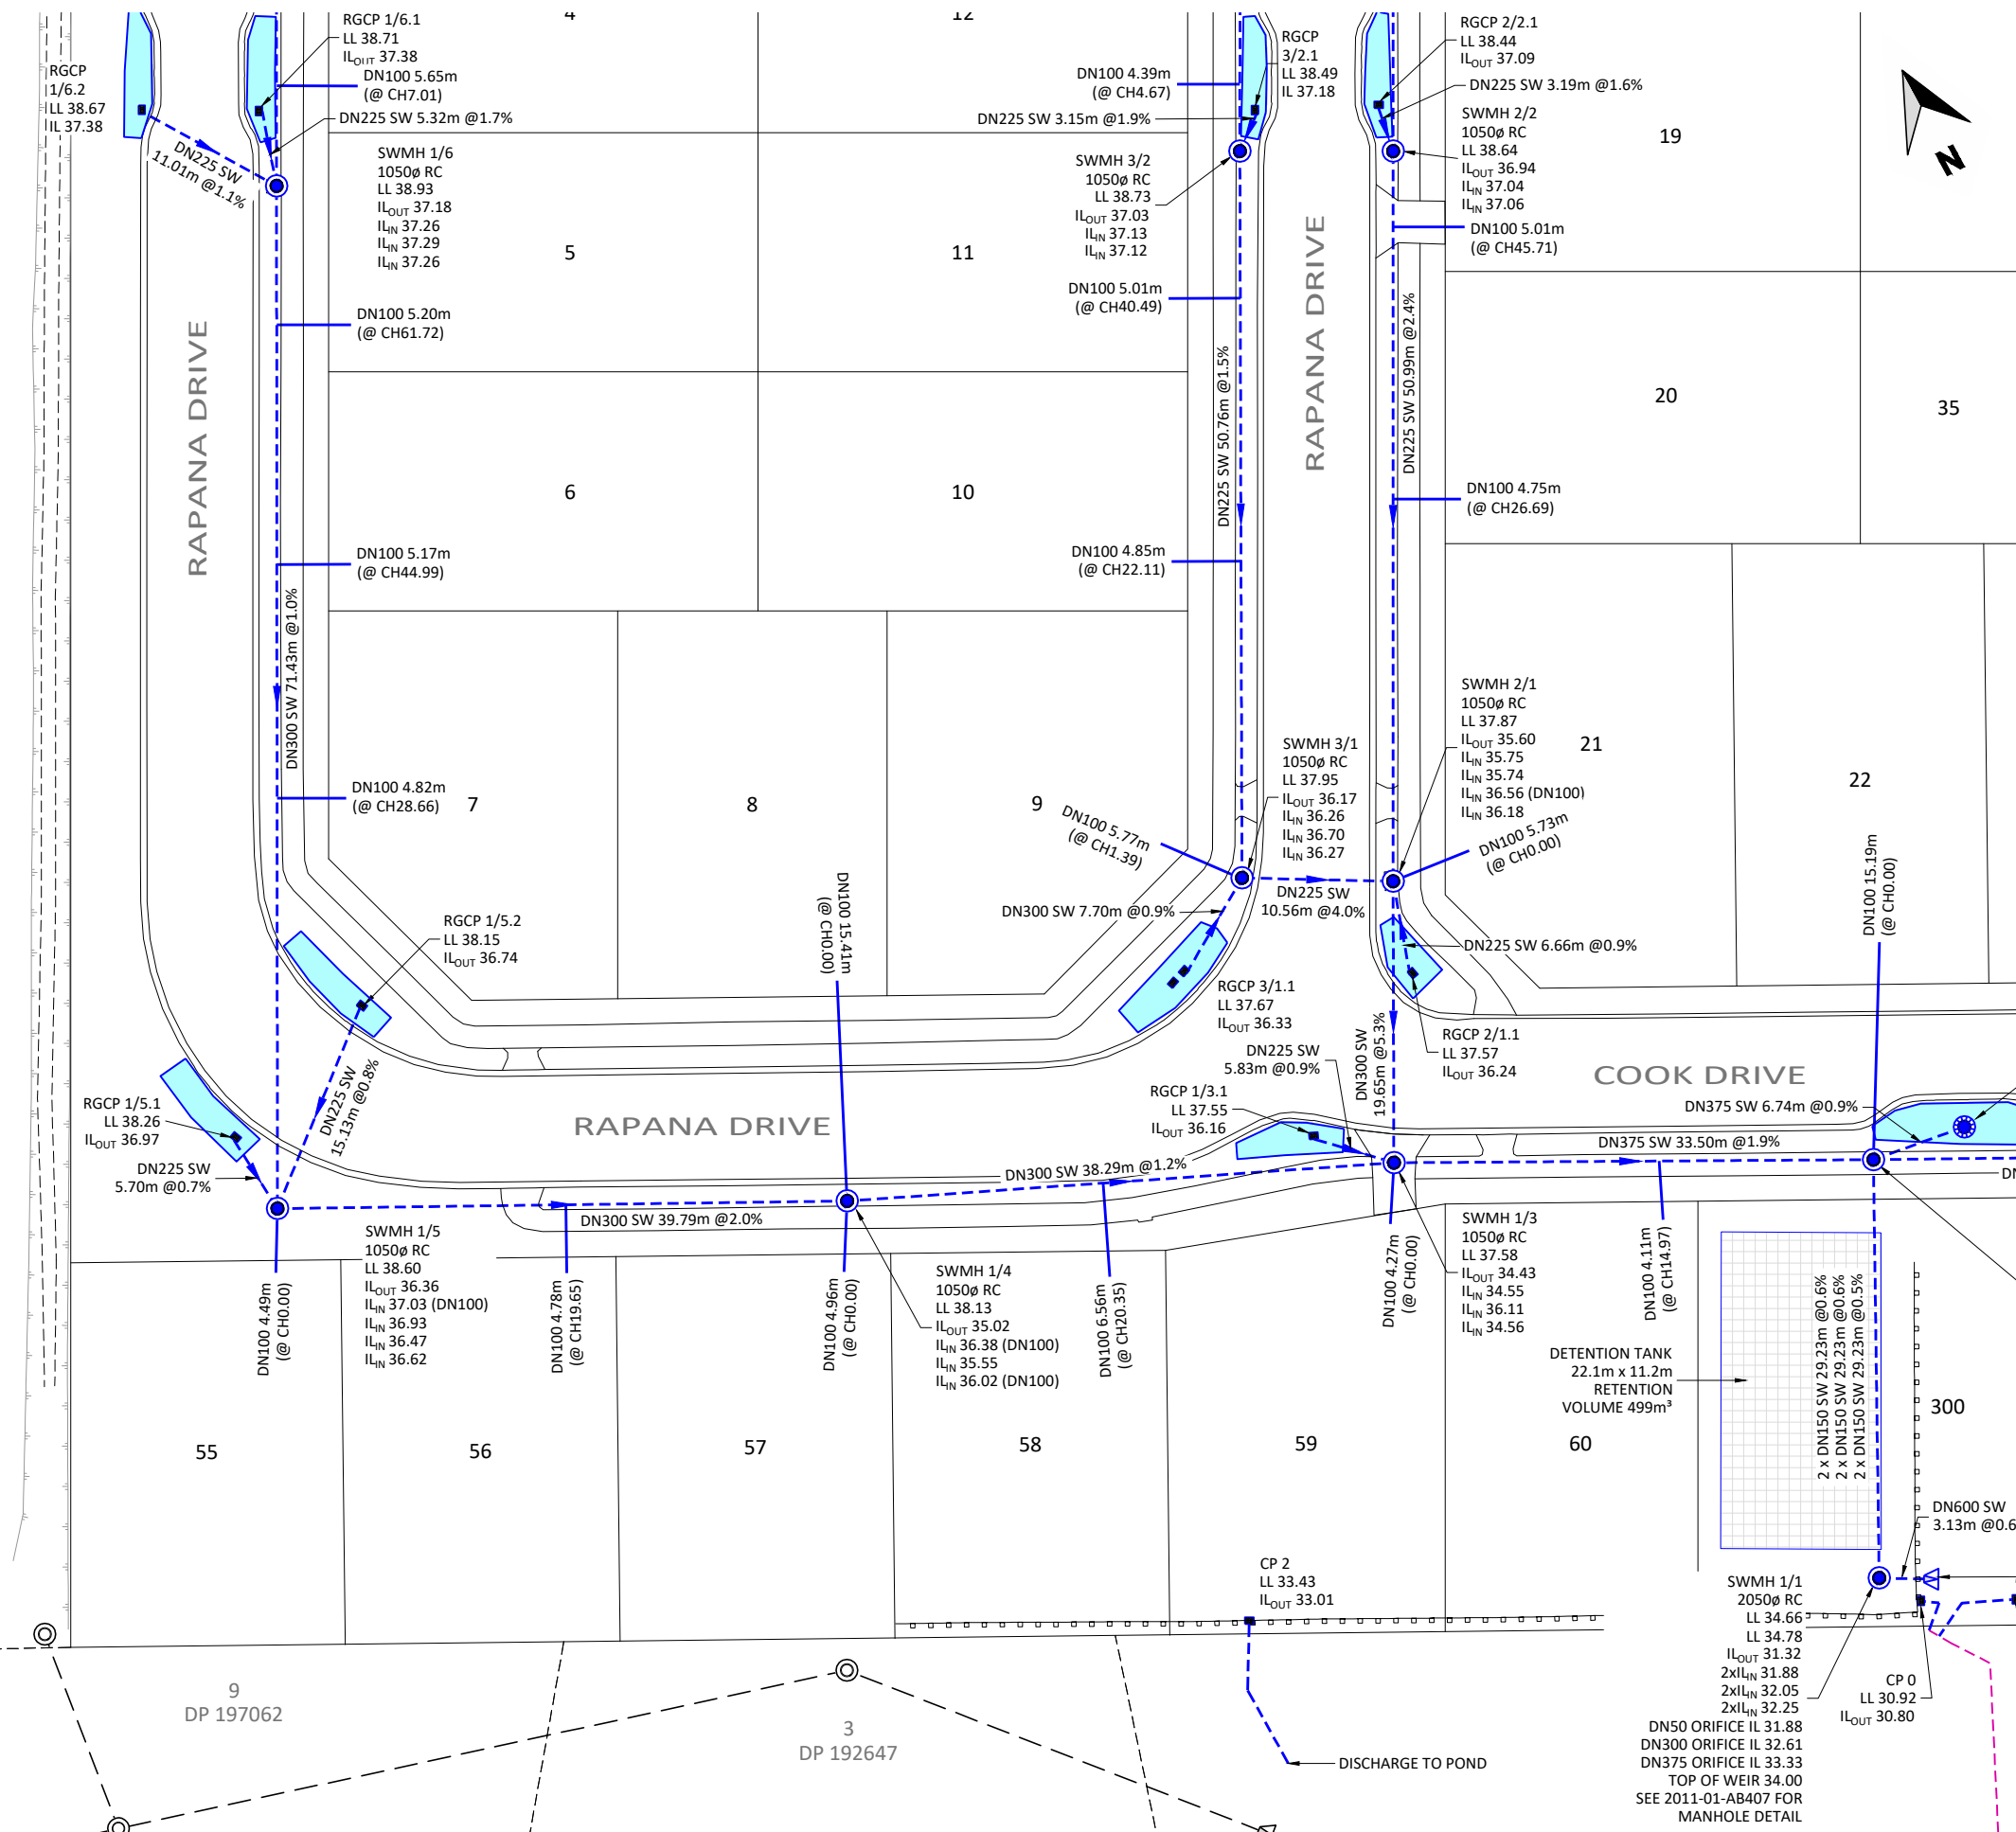 4
12
RGCP 1/6.1
LL 38.71
ILOUT 37.38
DN100 5.65m
(@ CH7.01)
DN225 SW 5.32m @1.7%
RGCP
1/6.2
LL 38.67
IL 37.38
DN225 SW
11.01m @1.1%
SWMH 1/6
1050ø RC
LL 38.93
ILOUT 37.18
ILIN 37.26
ILIN 37.29
ILIN 37.26
DN100 4.39m
(@ CH4.67)
DN225 SW 3.15m @1.9%
RGCP
3/2.1
LL 38.49
IL 37.18
RGCP 2/2.1
LL 38.44
ILOUT 37.09
DN225 SW 3.19m @1.6%
SWMH 2/2
1050ø RC
LL 38.64
ILOUT 36.94
ILIN 37.04
ILIN 37.06
DN100 5.01m
(@ CH45.71)
SWMH 3/2
1050ø RC
LL 38.73
ILOUT 37.03
ILIN 37.13
ILIN 37.12
DN100 5.01m
(@ CH40.49)
19
N
5
11
DN100 5.20m
(@ CH61.72)
RAPANA DRIVE
RAPANA DRIVE
DN225 SW 50.76m @1.5%
DN225 SW 50.99m @2.4%
20
35
6
10
DN100 4.75m
(@ CH26.69)
DN100 5.17m
(@ CH44.99)
DN100 4.85m
(@ CH22.11)
DN300 SW 71.43m @1.0%
DN100 4.82m
(@ CH28.66)
7
8
9
DN100 5.77m
(@ CH1.39)
SWMH 3/1
1050ø RC
LL 37.95
ILOUT 36.17
ILIN 36.26
ILIN 36.70
ILIN 36.27
SWMH 2/1
1050ø RC
LL 37.87
ILOUT 35.60
ILIN 35.75
ILIN 35.74
ILIN 36.56 (DN100)
ILIN 36.18
DN100 5.73m
(@ CH0.00)
21
22
DN100 15.19m
(@ CH0.00)
RGCP 1/5.2
LL 38.15
ILOUT 36.74
DN100 15.41m
(@ CH0.00)
DN300 SW 7.70m @0.9%
DN225 SW
10.56m @4.0%
DN225 SW 6.66m @0.9%
RGCP 3/1.1
LL 37.67
ILOUT 36.33
DN225 SW
5.83m @0.9%
DN300 SW
19.65m @5.3%
RGCP 2/1.1
LL 37.57
ILOUT 36.24
RGCP 1/5.1
LL 38.26
ILOUT 36.97
DN225 SW
15.13m @0.8%
DN225 SW
5.70m @0.7%
RAPANA DRIVE
RGCP 1/3.1
LL 37.55
ILOUT 36.16
COOK DRIVE
DN375 SW 6.74m @0.9%
DN375 SW 33.50m @1.9%
DN300 SW 38.29m @1.2%
DN300 SW 39.79m @2.0%
SWMH 1/5
1050ø RC
LL 38.60
ILOUT 36.36
ILIN 37.03 (DN100)
ILIN 36.93
ILIN 36.47
ILIN 36.62
DN100 4.49m
(@ CH0.00)
DN100 4.78m
(@ CH19.65)
DN100 4.96m
(@ CH0.00)
SWMH 1/4
1050ø RC
LL 38.13
ILOUT 35.02
ILIN 36.38 (DN100)
ILIN 35.55
ILIN 36.02 (DN100)
DN100 6.56m
(@ CH20.35)
DN100 4.27m
(@ CH0.00)
SWMH 1/3
1050ø RC
LL 37.58
ILOUT 34.43
ILIN 34.55
ILIN 36.11
ILIN 34.56
DN100 4.11m
(@ CH14.97)
DETENTION TANK
22.1m x 11.2m
RETENTION
VOLUME 499m³
2 x DN150 SW 29.23m @0.6%
2 x DN150 SW 29.23m @0.6%
2 x DN150 SW 29.23m @0.5%
300
55
56
57
58
59
60
DN600 SW
3.13m @0.6
CP 2
LL 33.43
ILOUT 33.01
SWMH 1/1
2050ø RC
LL 34.66
LL 34.78
ILOUT 31.32
2xILIN 31.88
2xILIN 32.05
2xILIN 32.25
DN50 ORIFICE IL 31.88
DN300 ORIFICE IL 32.61
DN375 ORIFICE IL 33.33
TOP OF WEIR 34.00
SEE 2011-01-AB407 FOR
MANHOLE DETAIL
CP 0
LL 30.92
ILOUT 30.80
9
DP 197062
3
DP 192647
DISCHARGE TO POND